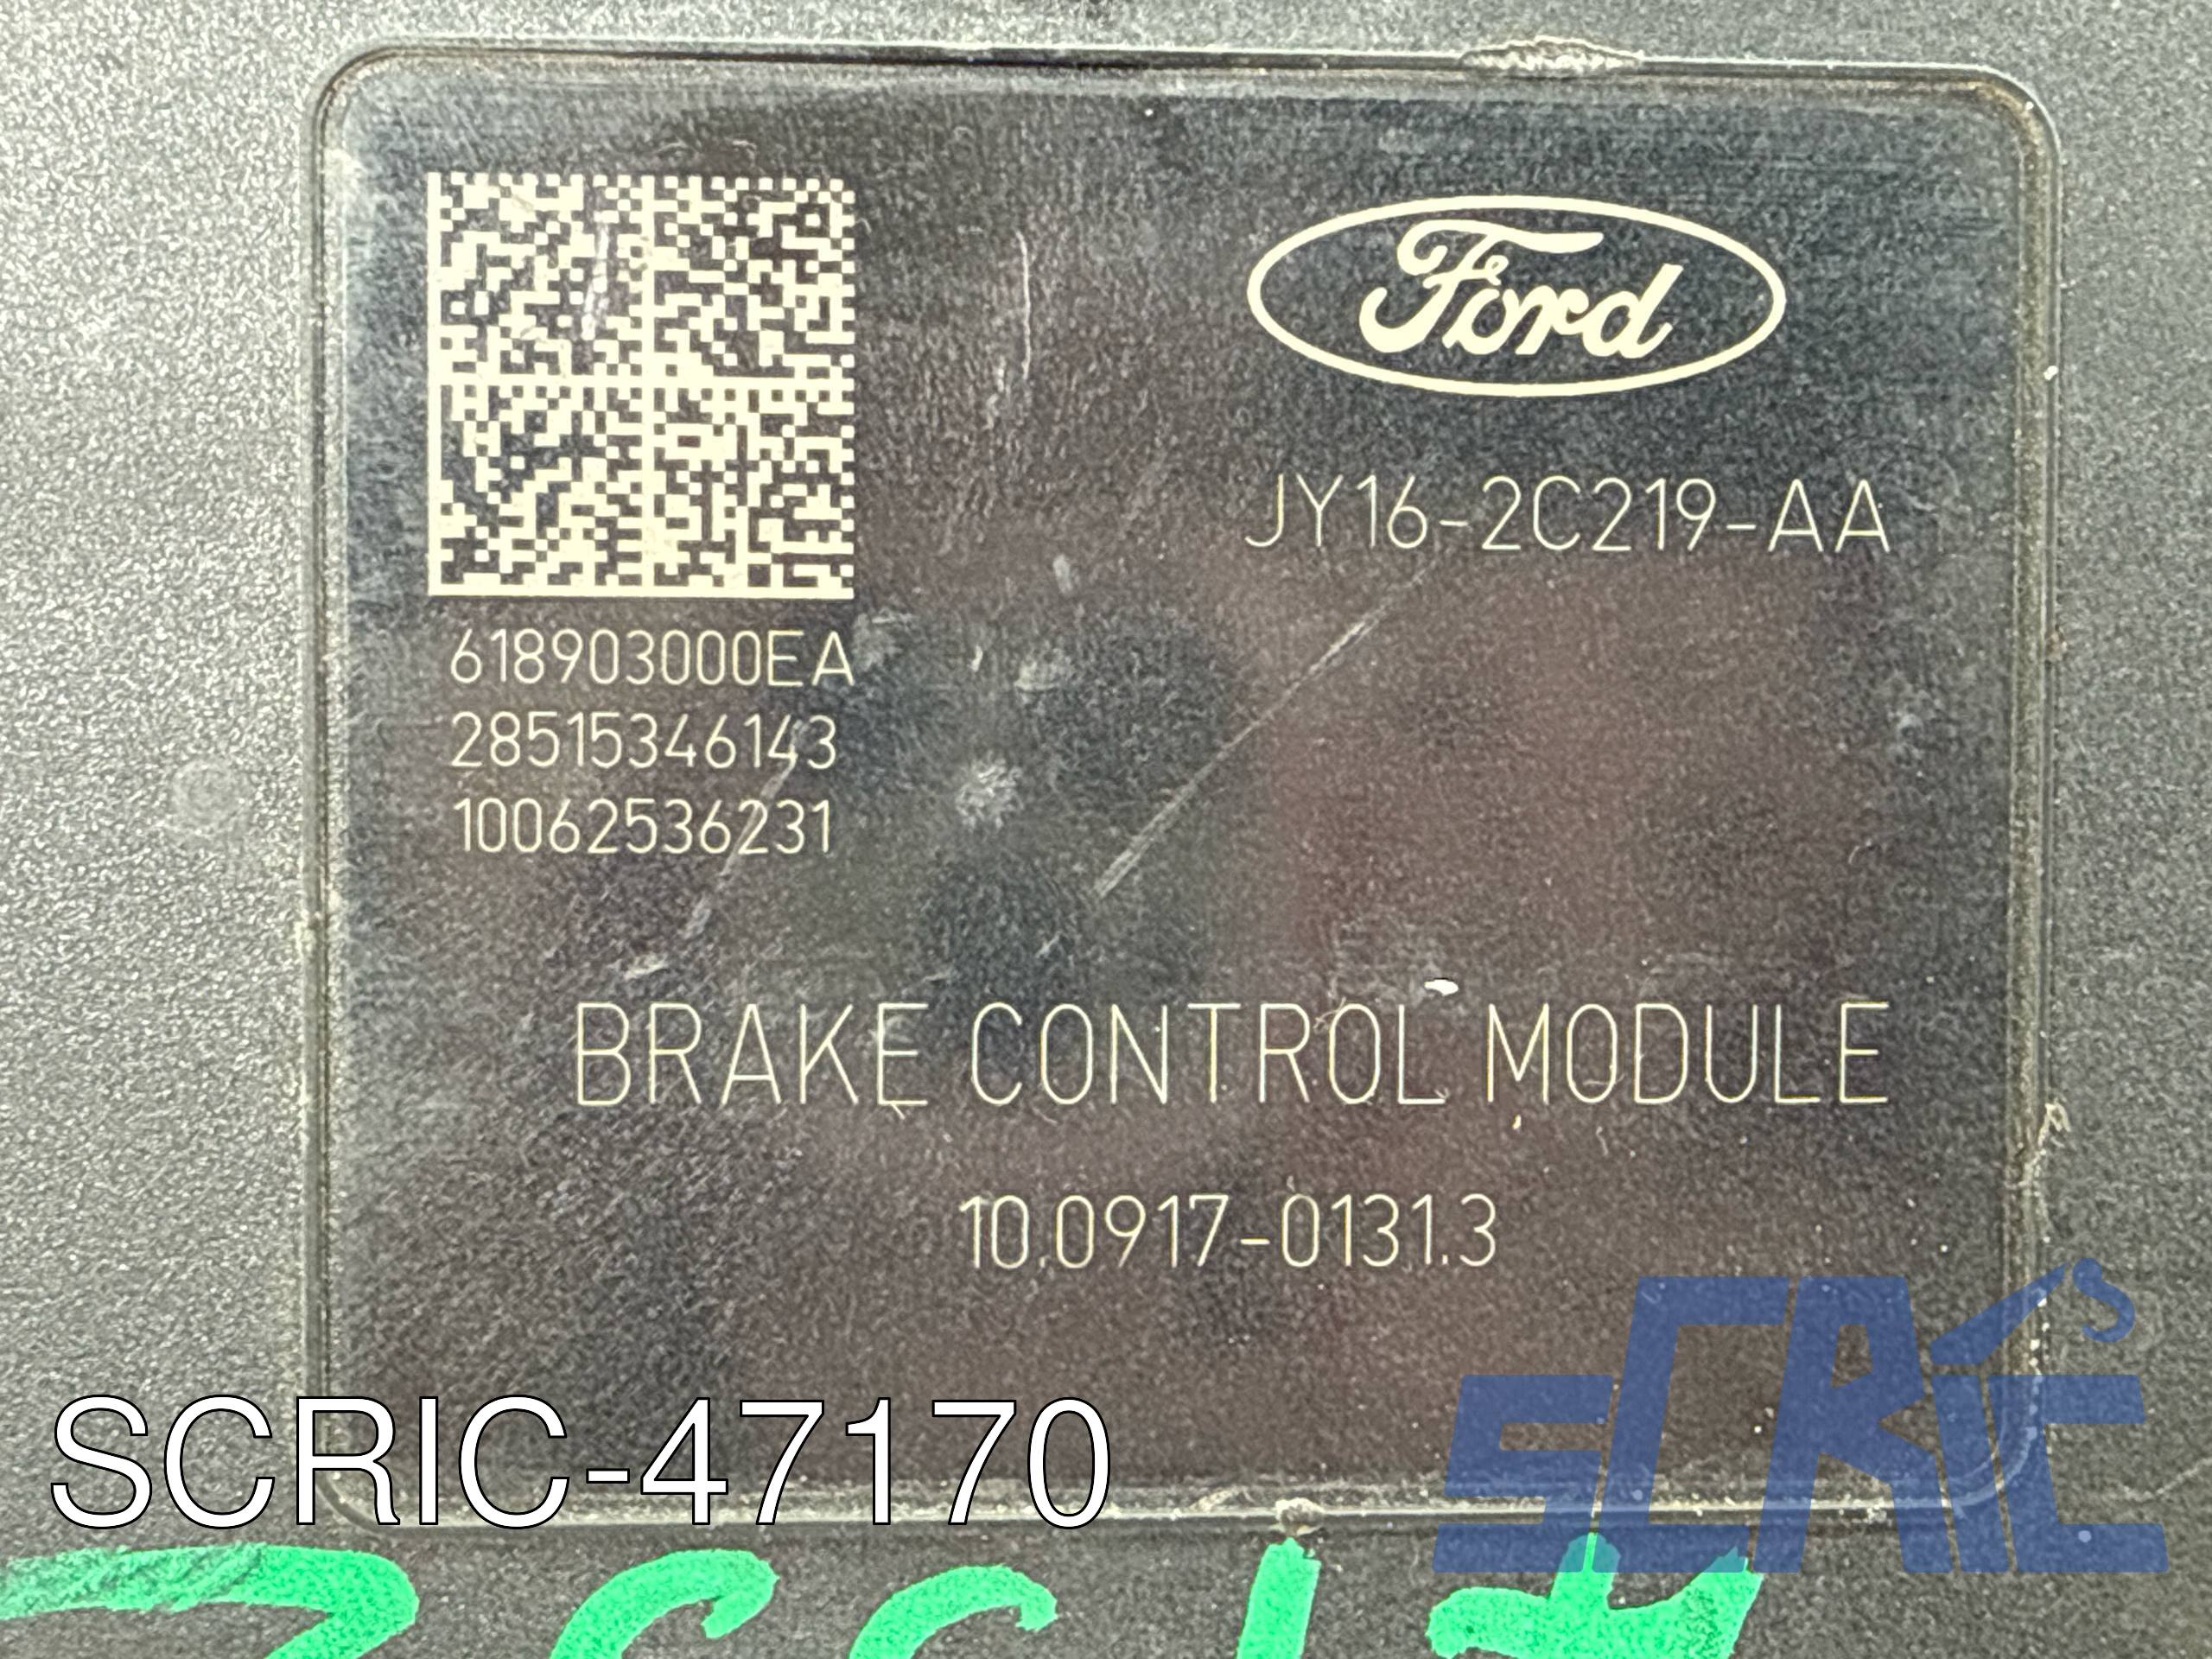 Ford
JY16-2C219-AA
618903000EA
28515346143
10062536231
BRAKE CONTROL MODULE
10.0917-0131.3
SCRIC-47170
SCRIC